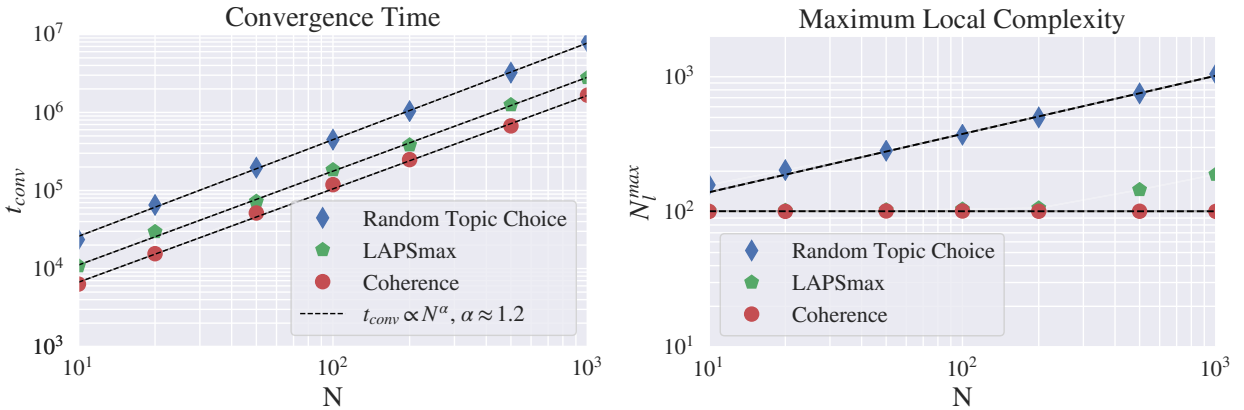 Convergence Time
10^7
10^6
10^5
10^4
10^3
t_conv
Random Topic Choice
LAPSmax
Coherence
t_conv ∝ N^α, α ≈ 1.2
10^1
10^2
10^3
N
Maximum Local Complexity
10^3
10^2
10^1
N_l^max
Random Topic Choice
LAPSmax
Coherence
10^1
10^2
10^3
N